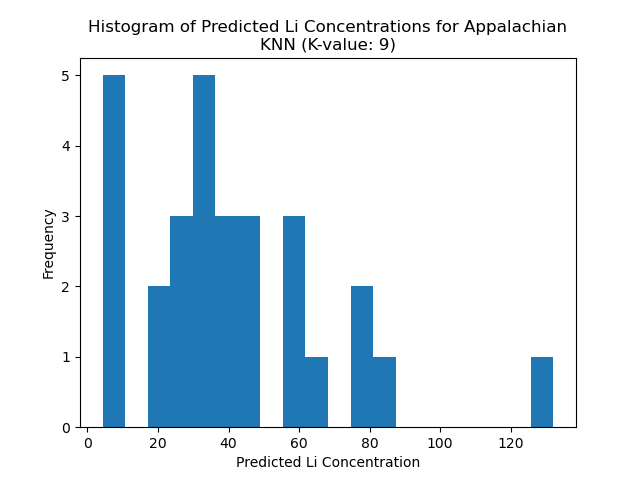 Histogram of Predicted Li Concentrations for Appalachian
KNN (K-value: 9)
Frequency
5
4
3
2
1
0
0 20 40 60 80 100 120
Predicted Li Concentration